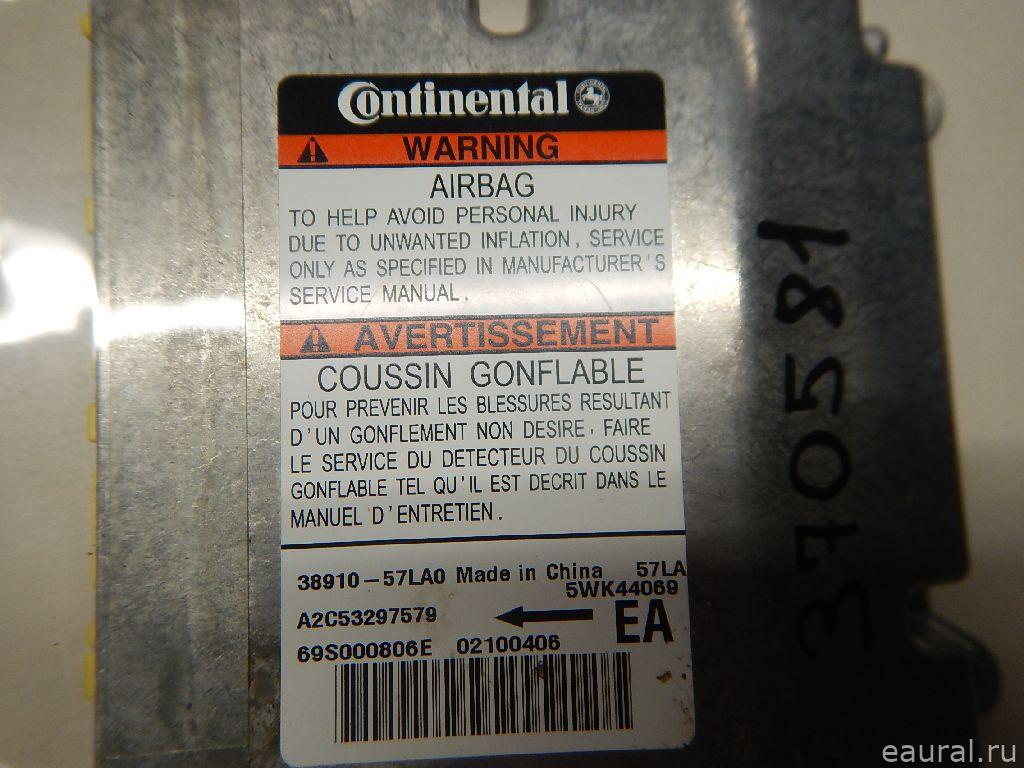 Continental
WARNING
AIRBAG
TO HELP AVOID PERSONAL INJURY
DUE TO UNWANTED INFLATION, SERVICE
ONLY AS SPECIFIED IN MANUFACTURER'S
SERVICE MANUAL.
AVERTISSEMENT
COUSSIN GONFLABLE
POUR PREVENIR LES BLESSURES RESULTANT
D'UN GONFLEMENT NON DESIRE, FAIRE
LE SERVICE DU DETECTEUR DU COUSSIN
GONFLABLE TEL QU'IL EST DECRIT DANS LE
MANUEL D'ENTRETIEN.
38910-57LA0 Made in China 57LA
5WK44069
A2C53297579
EA
69S000806E 02100406
370581
eaural.ru